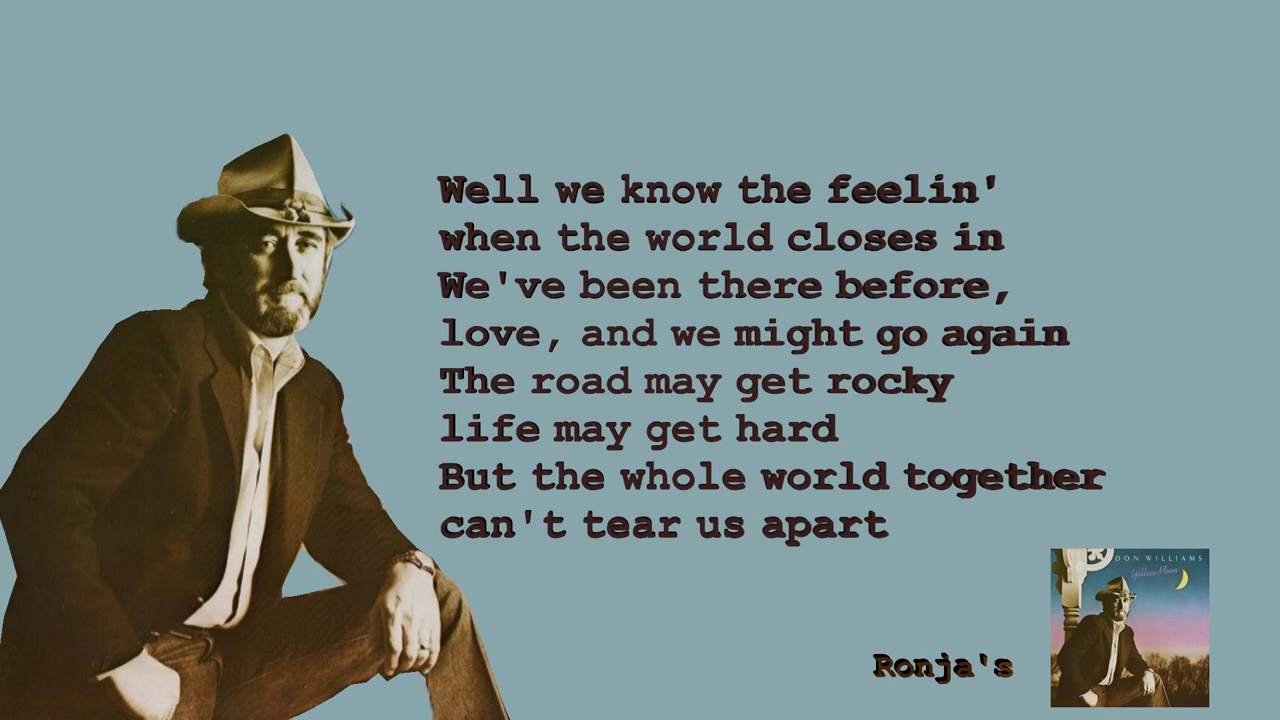 Well we know the feelin'
when the world closes in
We've been there before,
love, and we might go again
The road may get rocky
life may get hard
But the whole world together
can't tear us apart
DON WILLIAMS
Yellow Moon
Ronja's